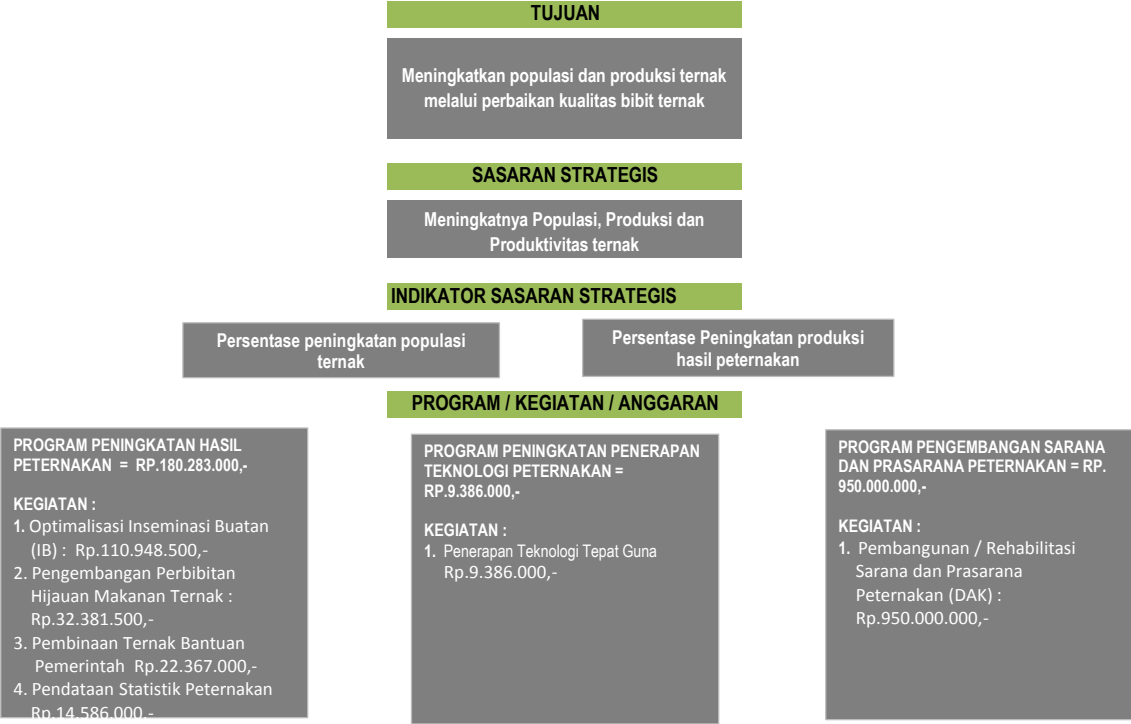 TUJUAN
Meningkatkan populasi dan produksi ternak
melalui perbaikan kualitas bibit ternak
SASARAN STRATEGIS
Meningkatnya Populasi, Produksi dan
Produktivitas ternak
INDIKATOR SASARAN STRATEGIS
Persentase peningkatan populasi
ternak
Persentase Peningkatan produksi
hasil peternakan
PROGRAM / KEGIATAN / ANGGARAN
PROGRAM PENINGKATAN HASIL
PETERNAKAN = RP.180.283.000,-
KEGIATAN :
1. Optimalisasi Inseminasi Buatan
(IB) : Rp.110.948.500,-
2. Pengembangan Perbibitan
Hijauan Makanan Ternak :
Rp.32.381.500,-
3. Pembinaan Ternak Bantuan
Pemerintah Rp.22.367.000,-
4. Pendataan Statistik Peternakan
Rp.14.586.000,-
PROGRAM PENINGKATAN PENERAPAN
TEKNOLOGI PETERNAKAN =
RP.9.386.000,-
KEGIATAN :
1. Penerapan Teknologi Tepat Guna
Rp.9.386.000,-
PROGRAM PENGEMBANGAN SARANA
DAN PRASARANA PETERNAKAN = RP.
950.000.000,-
KEGIATAN :
1. Pembangunan / Rehabilitasi
Sarana dan Prasarana
Peternakan (DAK) :
Rp.950.000.000,-